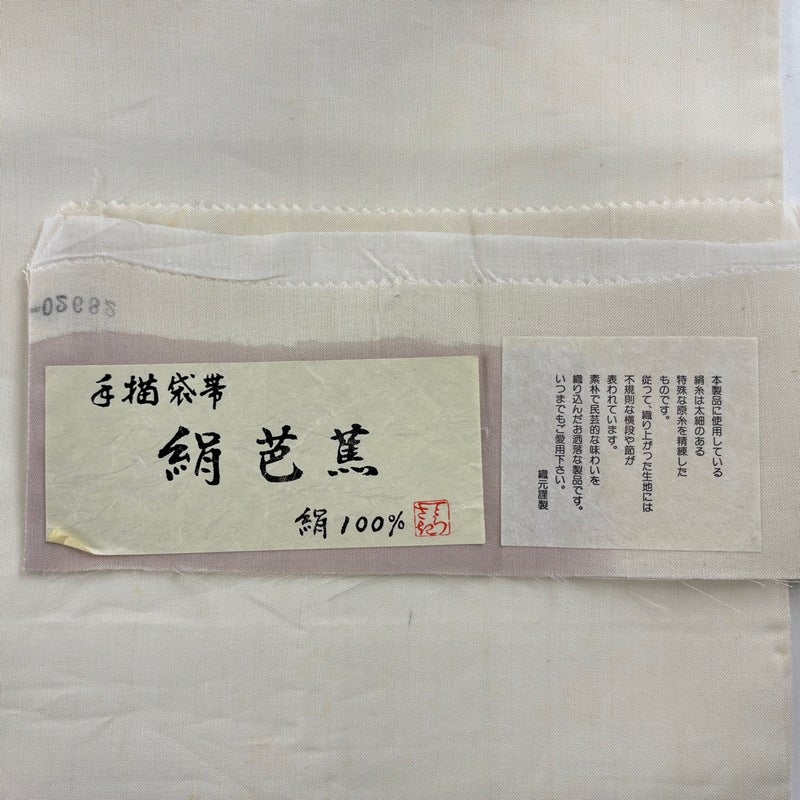 02682
手描袋帯
絹芭蕉
絹100%
本製品に使用している
絹糸は太細のある
特殊な原糸を精練した
ものです。
従って、織り上がつた生地には
不規則な横段や節が
表われています。
素朴で民芸的な味わいを
織り込んだお洒落な製品です。
いつまでもご愛用下さい。
織元謹製